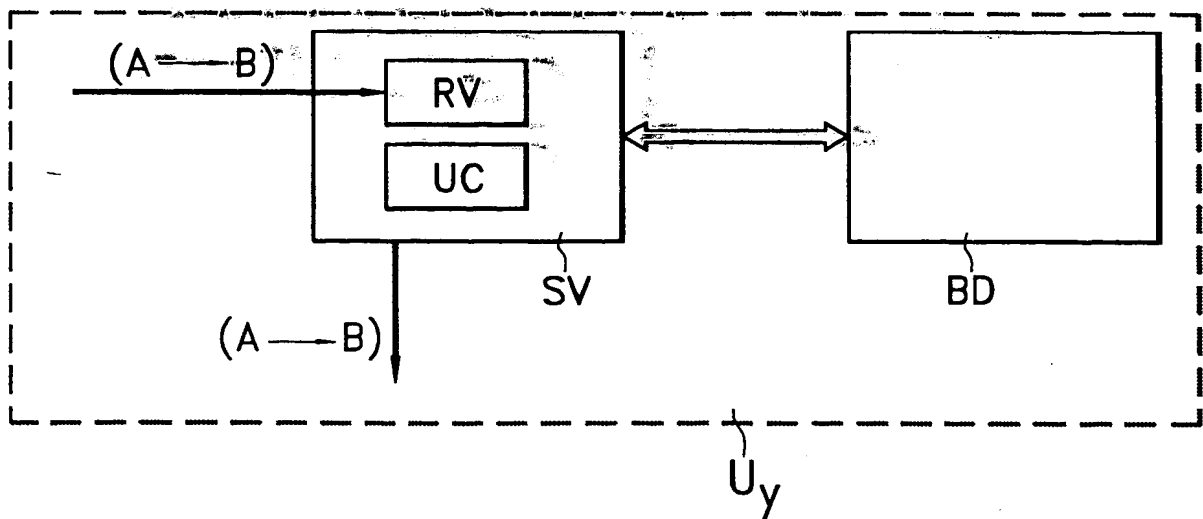 (A → B)
RV
UC
SV
BD
(A → B)
Uy